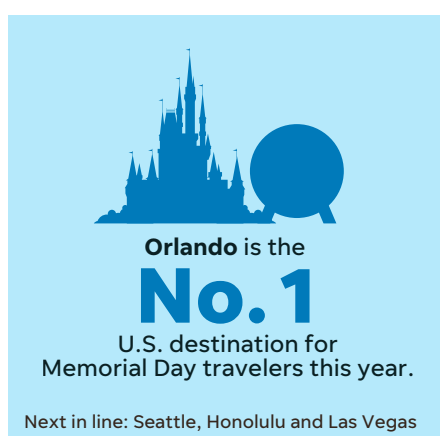 Orlando is the
No. 1
U.S. destination for
Memorial Day travelers this year.
Next in line: Seattle, Honolulu and Las Vegas